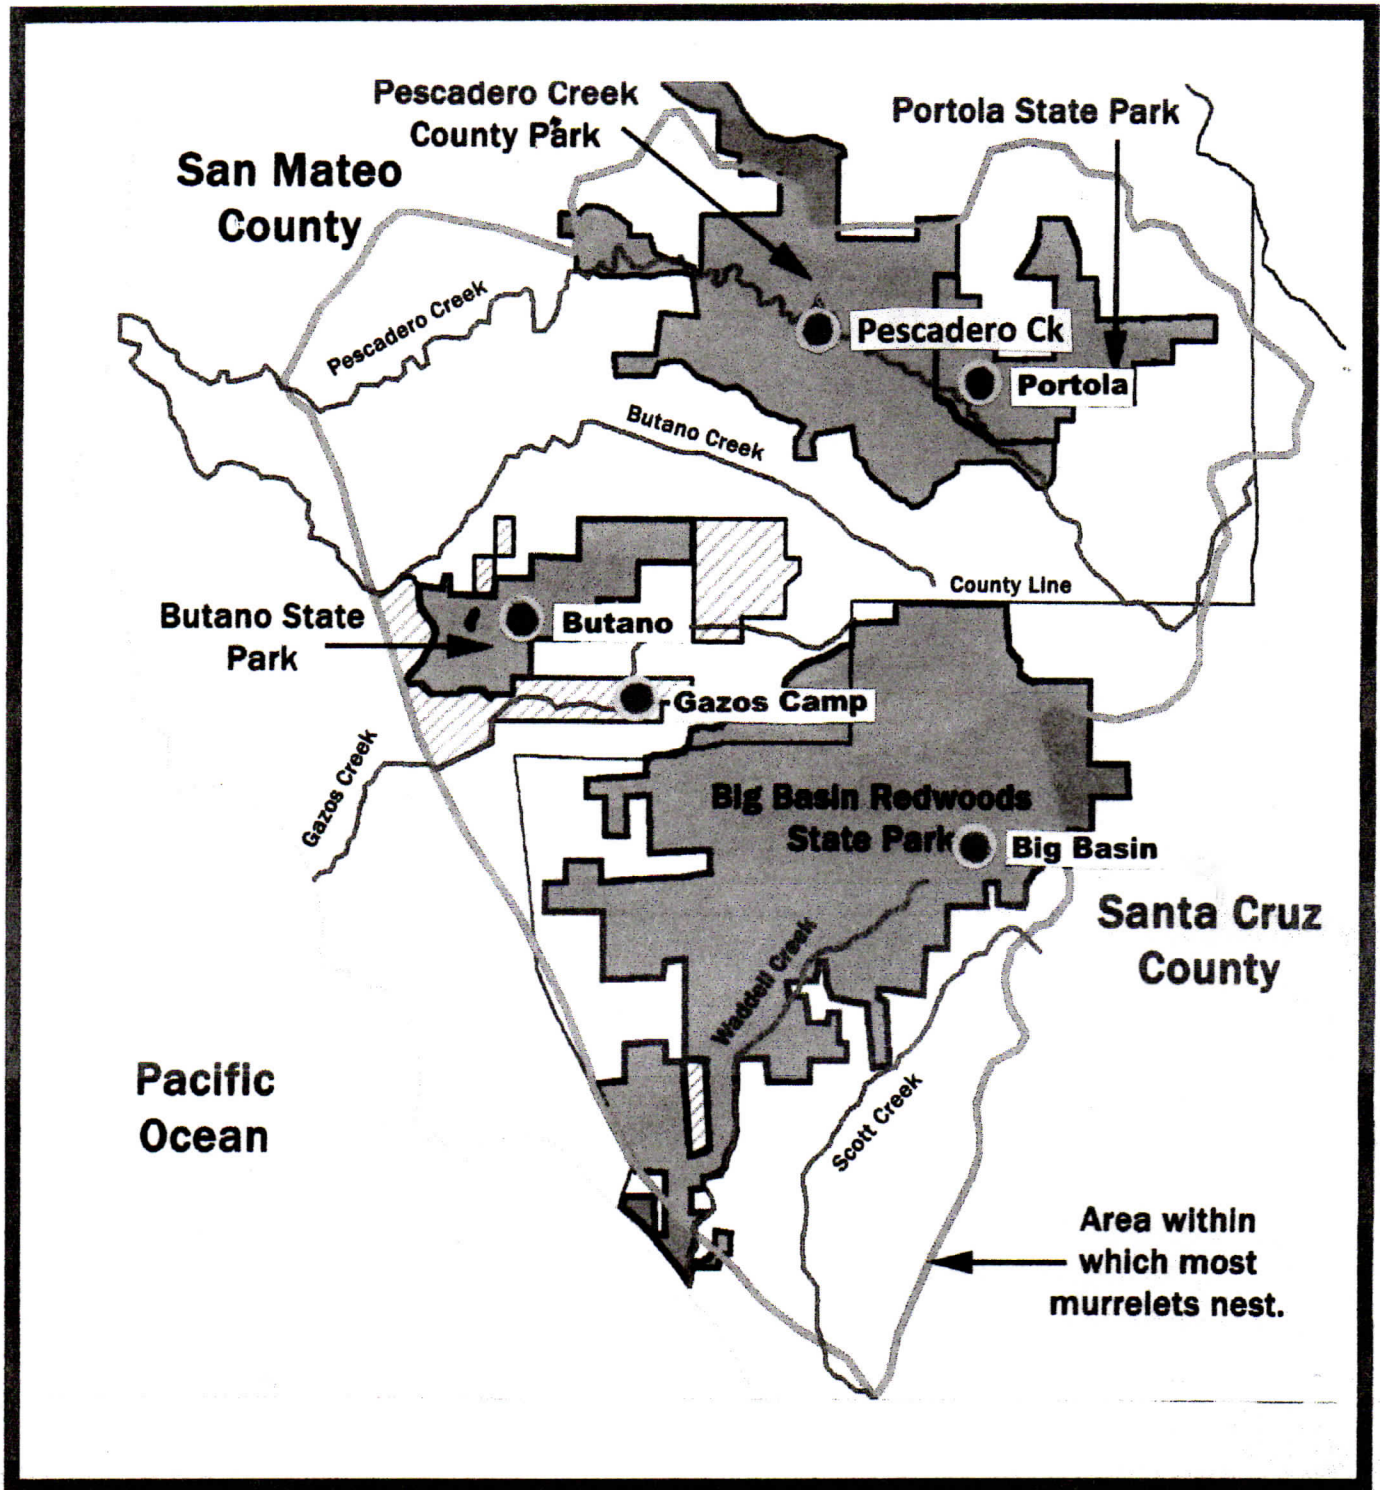 Pescadero Creek
County Park
Portola State Park
San Mateo
County
Pescadero Creek
Pescadero Ck
Portola
Butano Creek
County Line
Butano State
Park
Butano
Gazos Camp
Gazos Creek
Big Basin Redwoods
State Park
Big Basin
Santa Cruz
County
Waddell Creek
Pacific
Ocean
Scott Creek
Area within
which most
murrelets nest.